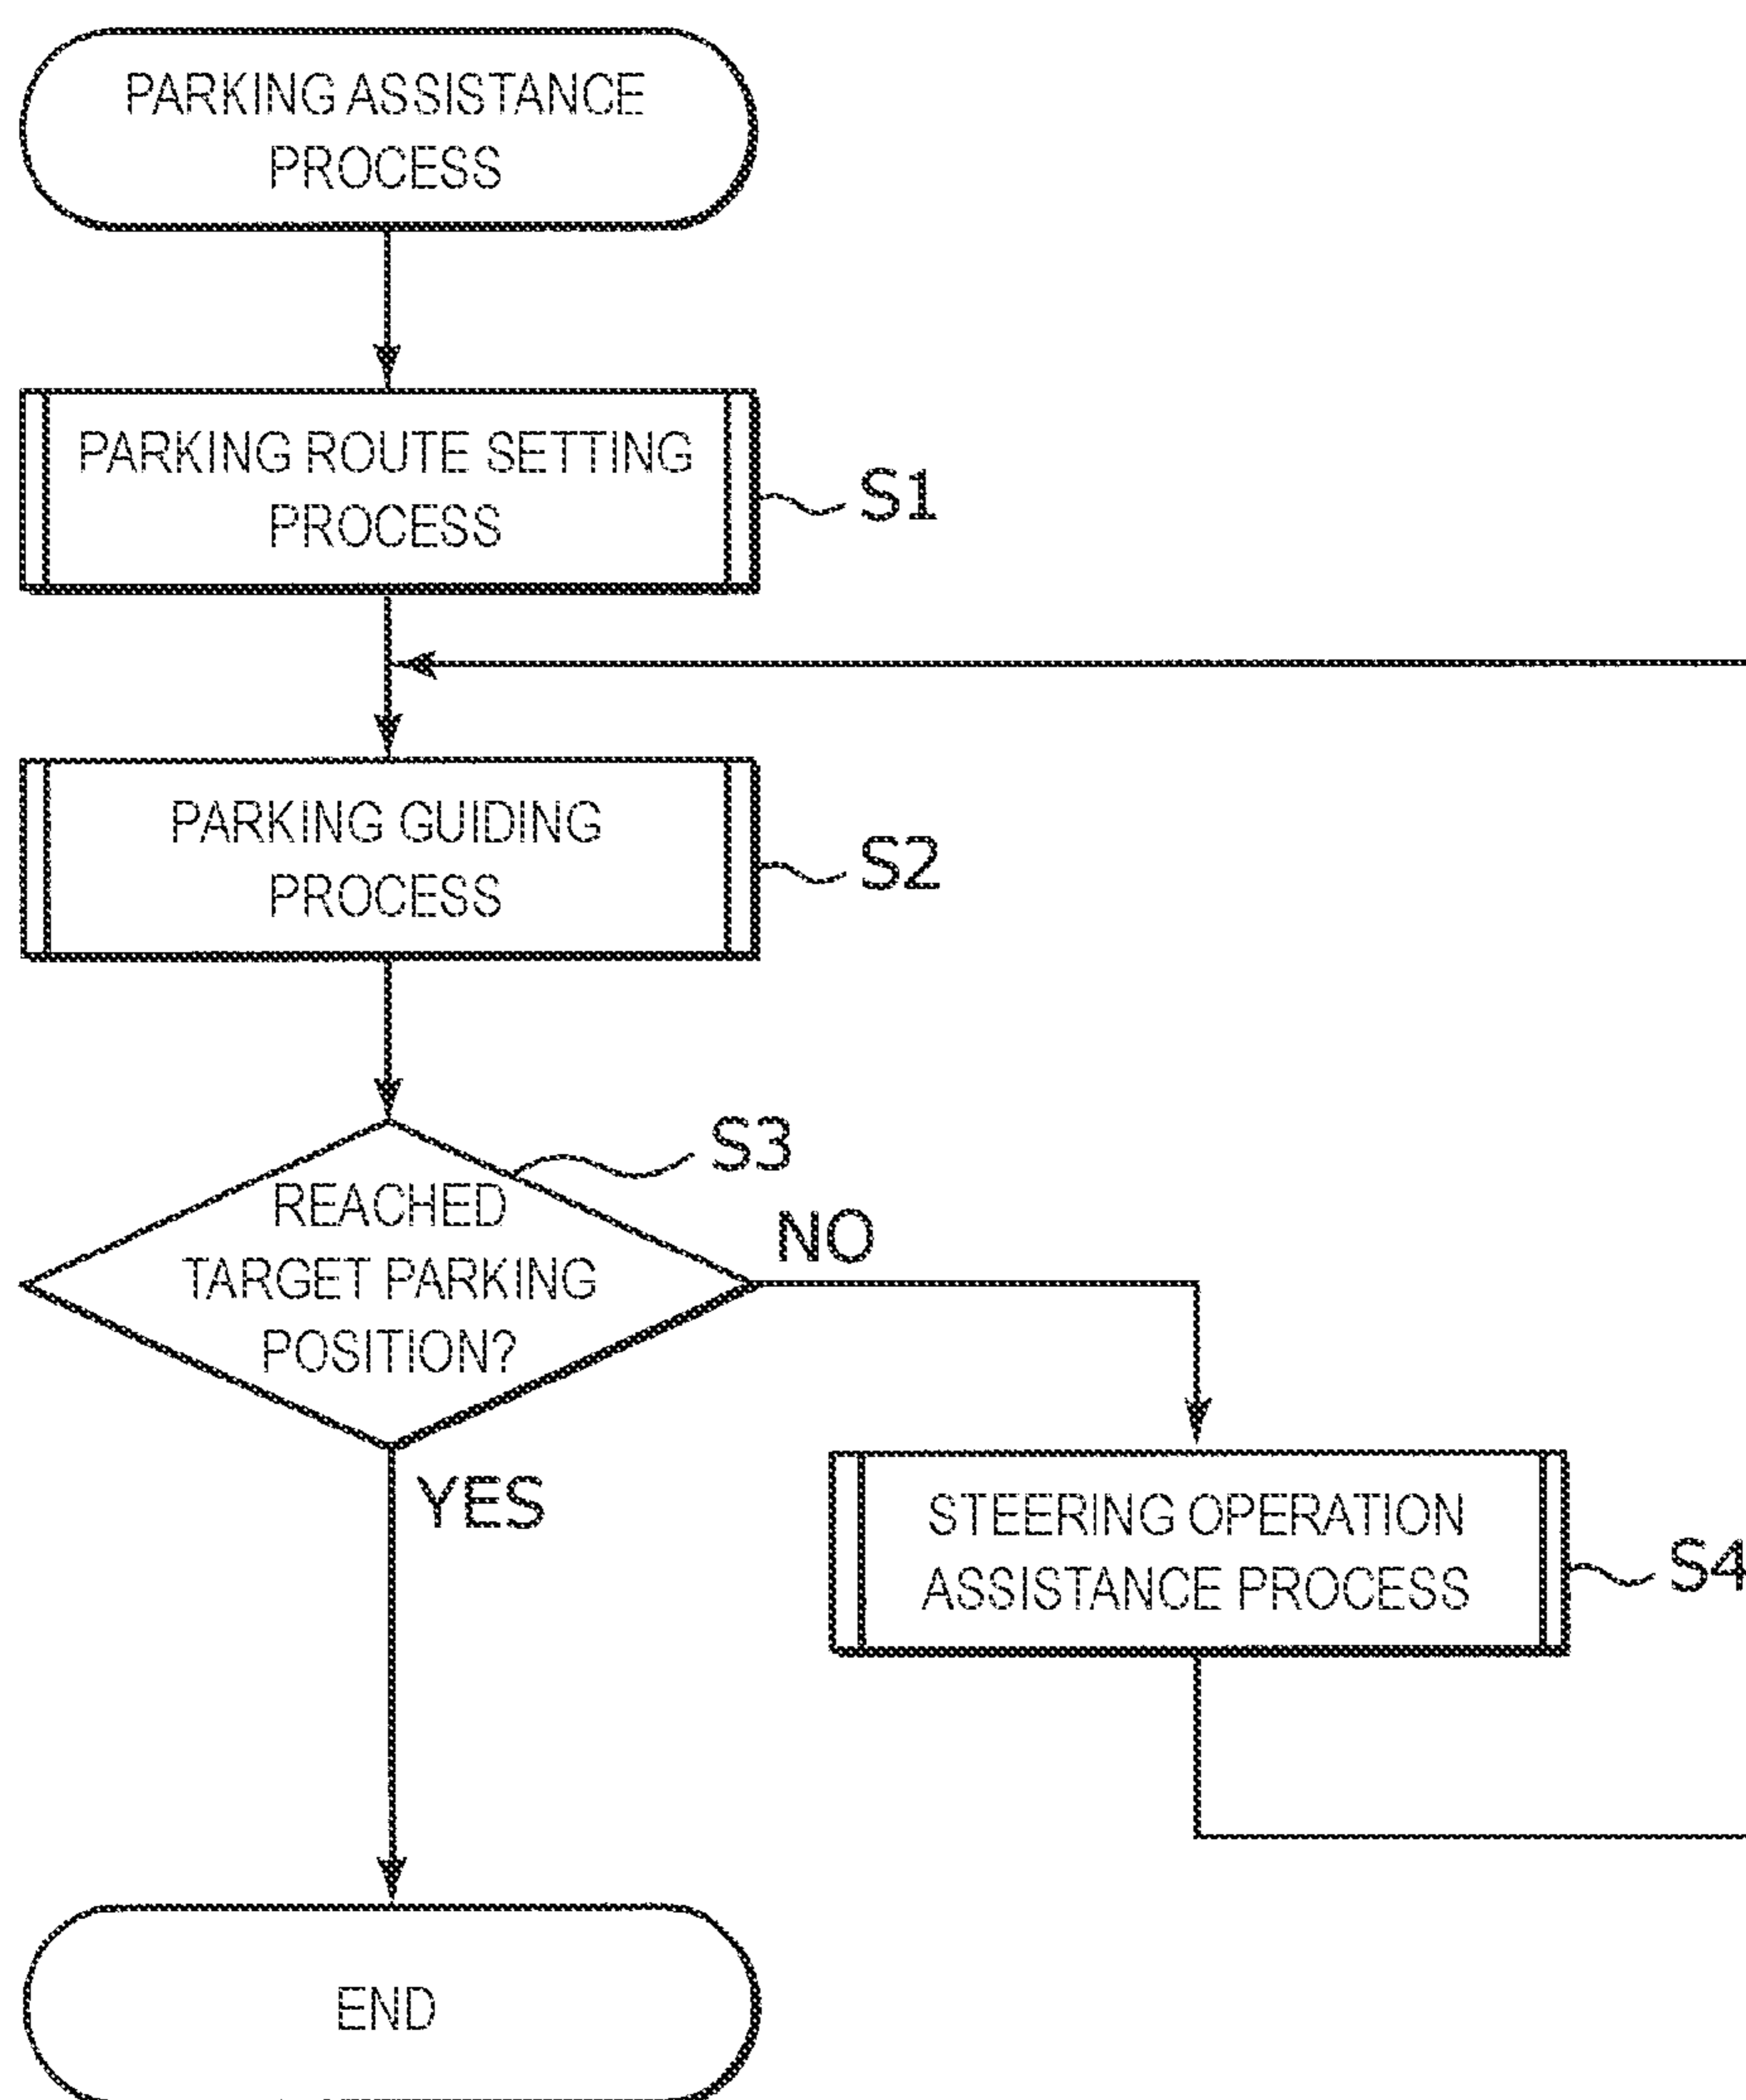 PARKING ASSISTANCE
PROCESS
PARKING ROUTE SETTING
PROCESS
S1
PARKING GUIDING
PROCESS
S2
S3
REACHED
TARGET PARKING
POSITION?
NO
YES
STEERING OPERATION
ASSISTANCE PROCESS
S4
END